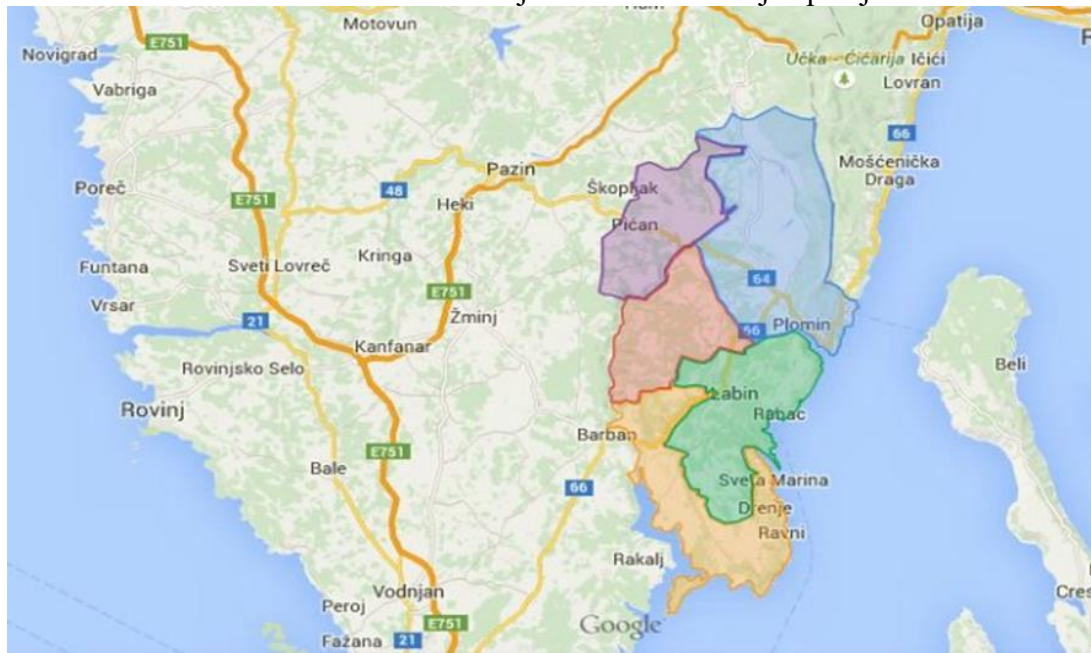 Motovun
Opatija
E751
Novigrad
Učka - Ćićarija
Ičići
Vabriga
Lovran
66
Pazin
Mošćenička
Draga
Poreč
48
E751
Heki
Pićan
Kringa
Funtana
Sveti Lovreč
64
E751
Vrsar
21
Žminj
66
Plomin
Kanfanar
Rovinjsko Selo
Beli
Labin
Rovinj
Rabac
Barban
E751
Bale
66
Sveta Marina
Drenje
Ravni
Rakalj
Vodnjan
Peroj
Google
E751
Fažana
21